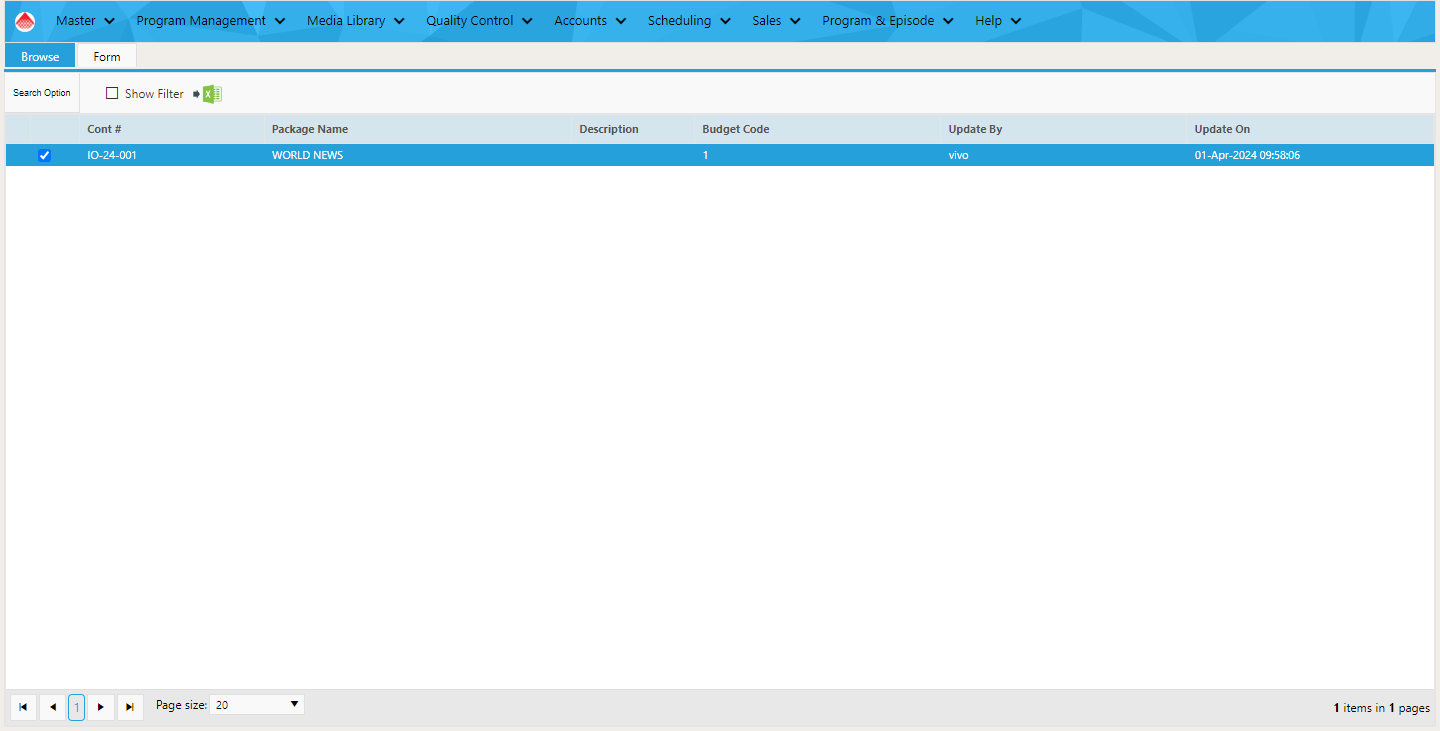 Master Program Management Media Library Quality Control Accounts Scheduling Sales Program & Episode Help
Browse Form
Search Option Show Filter
Cont # Package Name Description Budget Code Update By Update On
IO-24-001 WORLD NEWS 1 vivo 01-Apr-2024 09:58:06
1 Page size: 20 1 items in 1 pages